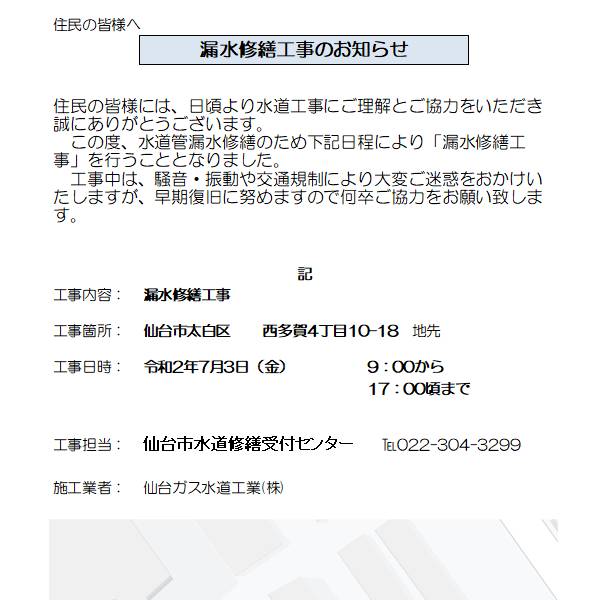 住民の皆様へ
漏水修繕工事のお知らせ
住民の皆様には、日頃より水道工事にご理解とご協力をいただき
誠にありがとうございます。
この度、水道管漏水修繕のため下記日程により「漏水修繕工
事」を行うこととなりました。
工事中は、騒音・振動や交通規制により大変ご迷惑をおかけい
たしますが、早期復旧に努めますので何卒ご協力をお願い致しま
す。
記
工事内容： 漏水修繕工事
工事箇所： 仙台市太白区 西多賀4丁目10-18 地先
工事日時： 令和2年7月3日（金） 9：00から
17：00頃まで
工事担当： 仙台市水道修繕受付センター ℡022-304-3299
施工業者： 仙台ガス水道工業㈱